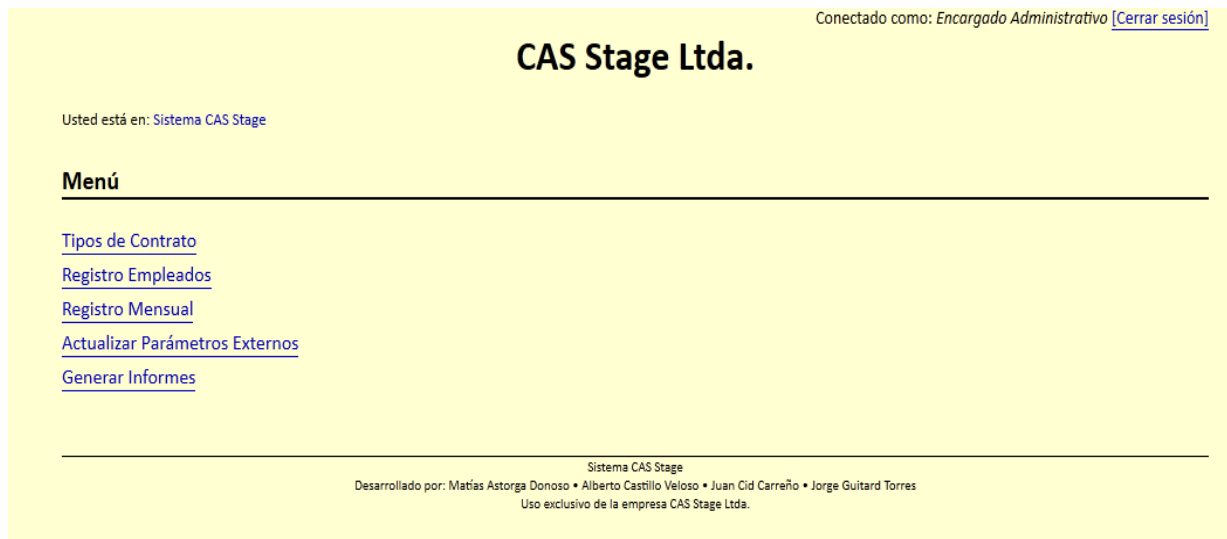 Conectado como: Encargado Administrativo [Cerrar sesión]
CAS Stage Ltda.
Usted está en: Sistema CAS Stage
Menú
Tipos de Contrato
Registro Empleados
Registro Mensual
Actualizar Parámetros Externos
Generar Informes
Sistema CAS Stage
Desarrollado por: Matías Astorga Donoso • Alberto Castillo Veloso • Juan Cid Carreño • Jorge Guitard Torres
Uso exclusivo de la empresa CAS Stage Ltda.